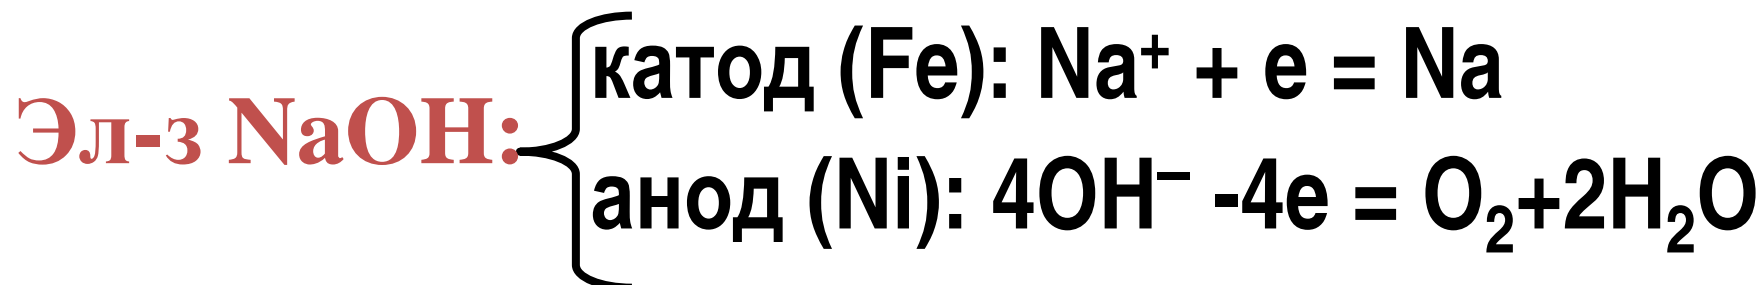 Эл-з NaOH:
катод (Fe): Na⁺ + e = Na
анод (Ni): 4OH⁻ -4e = O₂+2H₂O